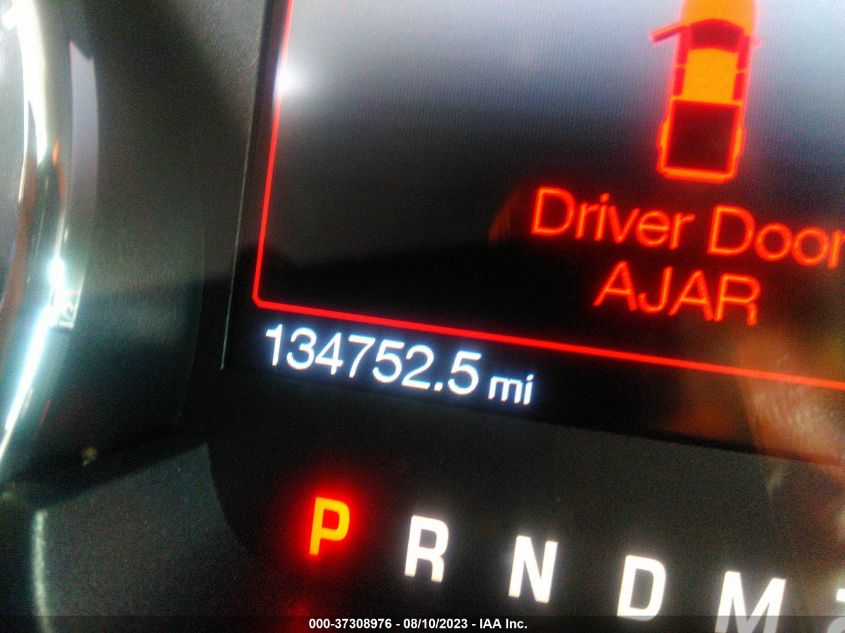 Driver Door
AJAR
134752.5 mi
P R N D M
000-37308976 - 08/10/2023 - IAA Inc.